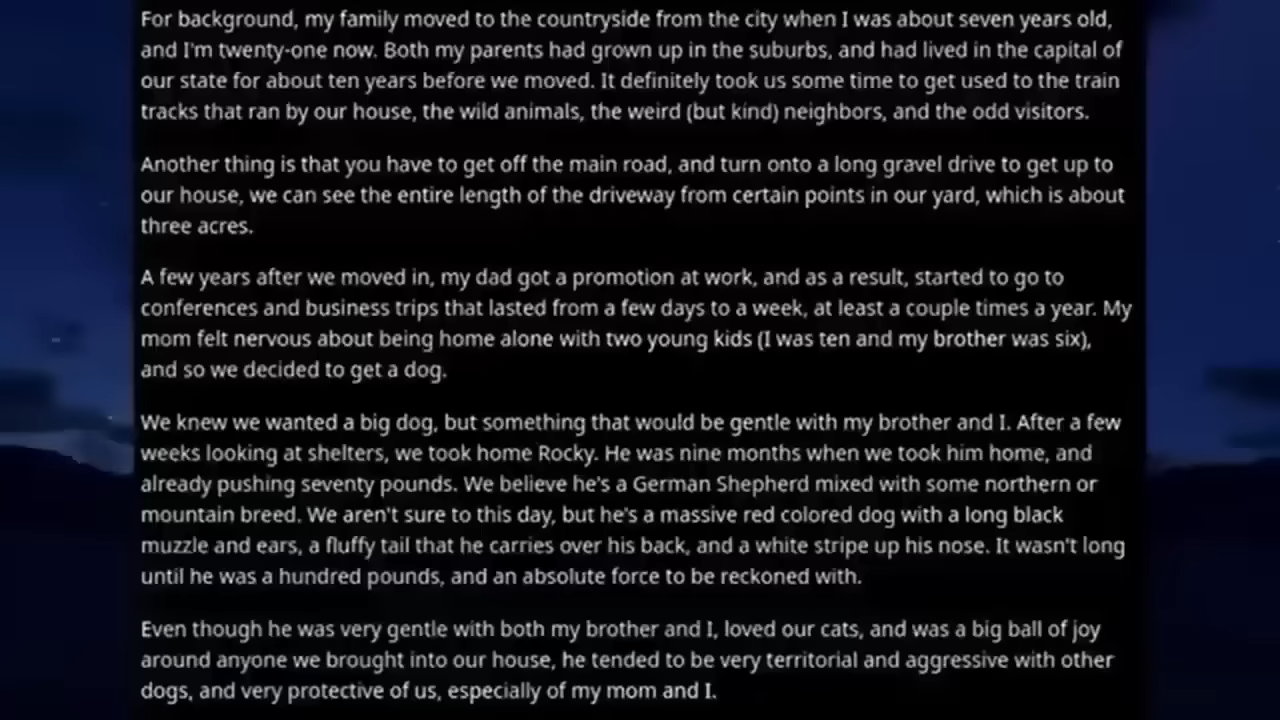 For background, my family moved to the countryside from the city when I was about seven years old,
and I'm twenty-one now. Both my parents had grown up in the suburbs, and had lived in the capital of
our state for about ten years before we moved. It definitely took us some time to get used to the train
tracks that ran by our house, the wild animals, the weird (but kind) neighbors, and the odd visitors.
Another thing is that you have to get off the main road, and turn onto a long gravel drive to get up to
our house, we can see the entire length of the driveway from certain points in our yard, which is about
three acres.
A few years after we moved in, my dad got a promotion at work, and as a result, started to go to
conferences and business trips that lasted from a few days to a week, at least a couple times a year. My
mom felt nervous about being home alone with two young kids (I was ten and my brother was six),
and so we decided to get a dog.
We knew we wanted a big dog, but something that would be gentle with my brother and I. After a few
weeks looking at shelters, we took home Rocky. He was nine months when we took him home, and
already pushing seventy pounds. We believe he's a German Shepherd mixed with some northern or
mountain breed. We aren't sure to this day, but he's a massive red colored dog with a long black
muzzle and ears, a fluffy tail that he carries over his back, and a white stripe up his nose. It wasn't long
until he was a hundred pounds, and an absolute force to be reckoned with.
Even though he was very gentle with both my brother and I, loved our cats, and was a big ball of joy
around anyone we brought into our house, he tended to be very territorial and aggressive with other
dogs, and very protective of us, especially of my mom and I.